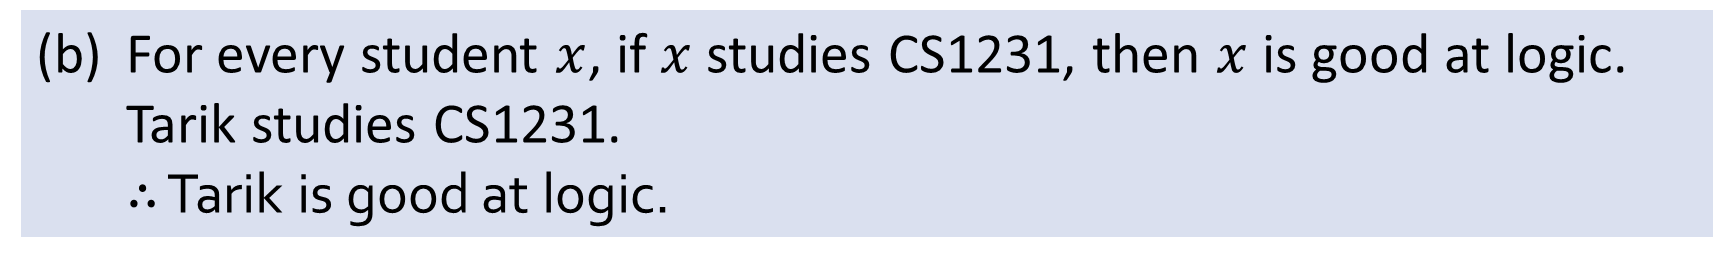 (b) For every student 𝑥, if 𝑥 studies CS1231, then 𝑥 is good at logic.
Tarik studies CS1231.
∴ Tarik is good at logic.